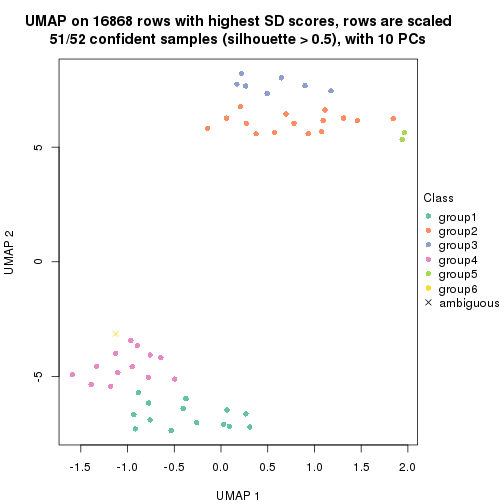 UMAP on 16868 rows with highest SD scores, rows are scaled
51/52 confident samples (silhouette > 0.5), with 10 PCs
5
0
-5
UMAP 2
-1.5
-1.0
-0.5
0.0
0.5
1.0
1.5
2.0
UMAP 1
Class
group1
group2
group3
group4
group5
group6
ambiguous